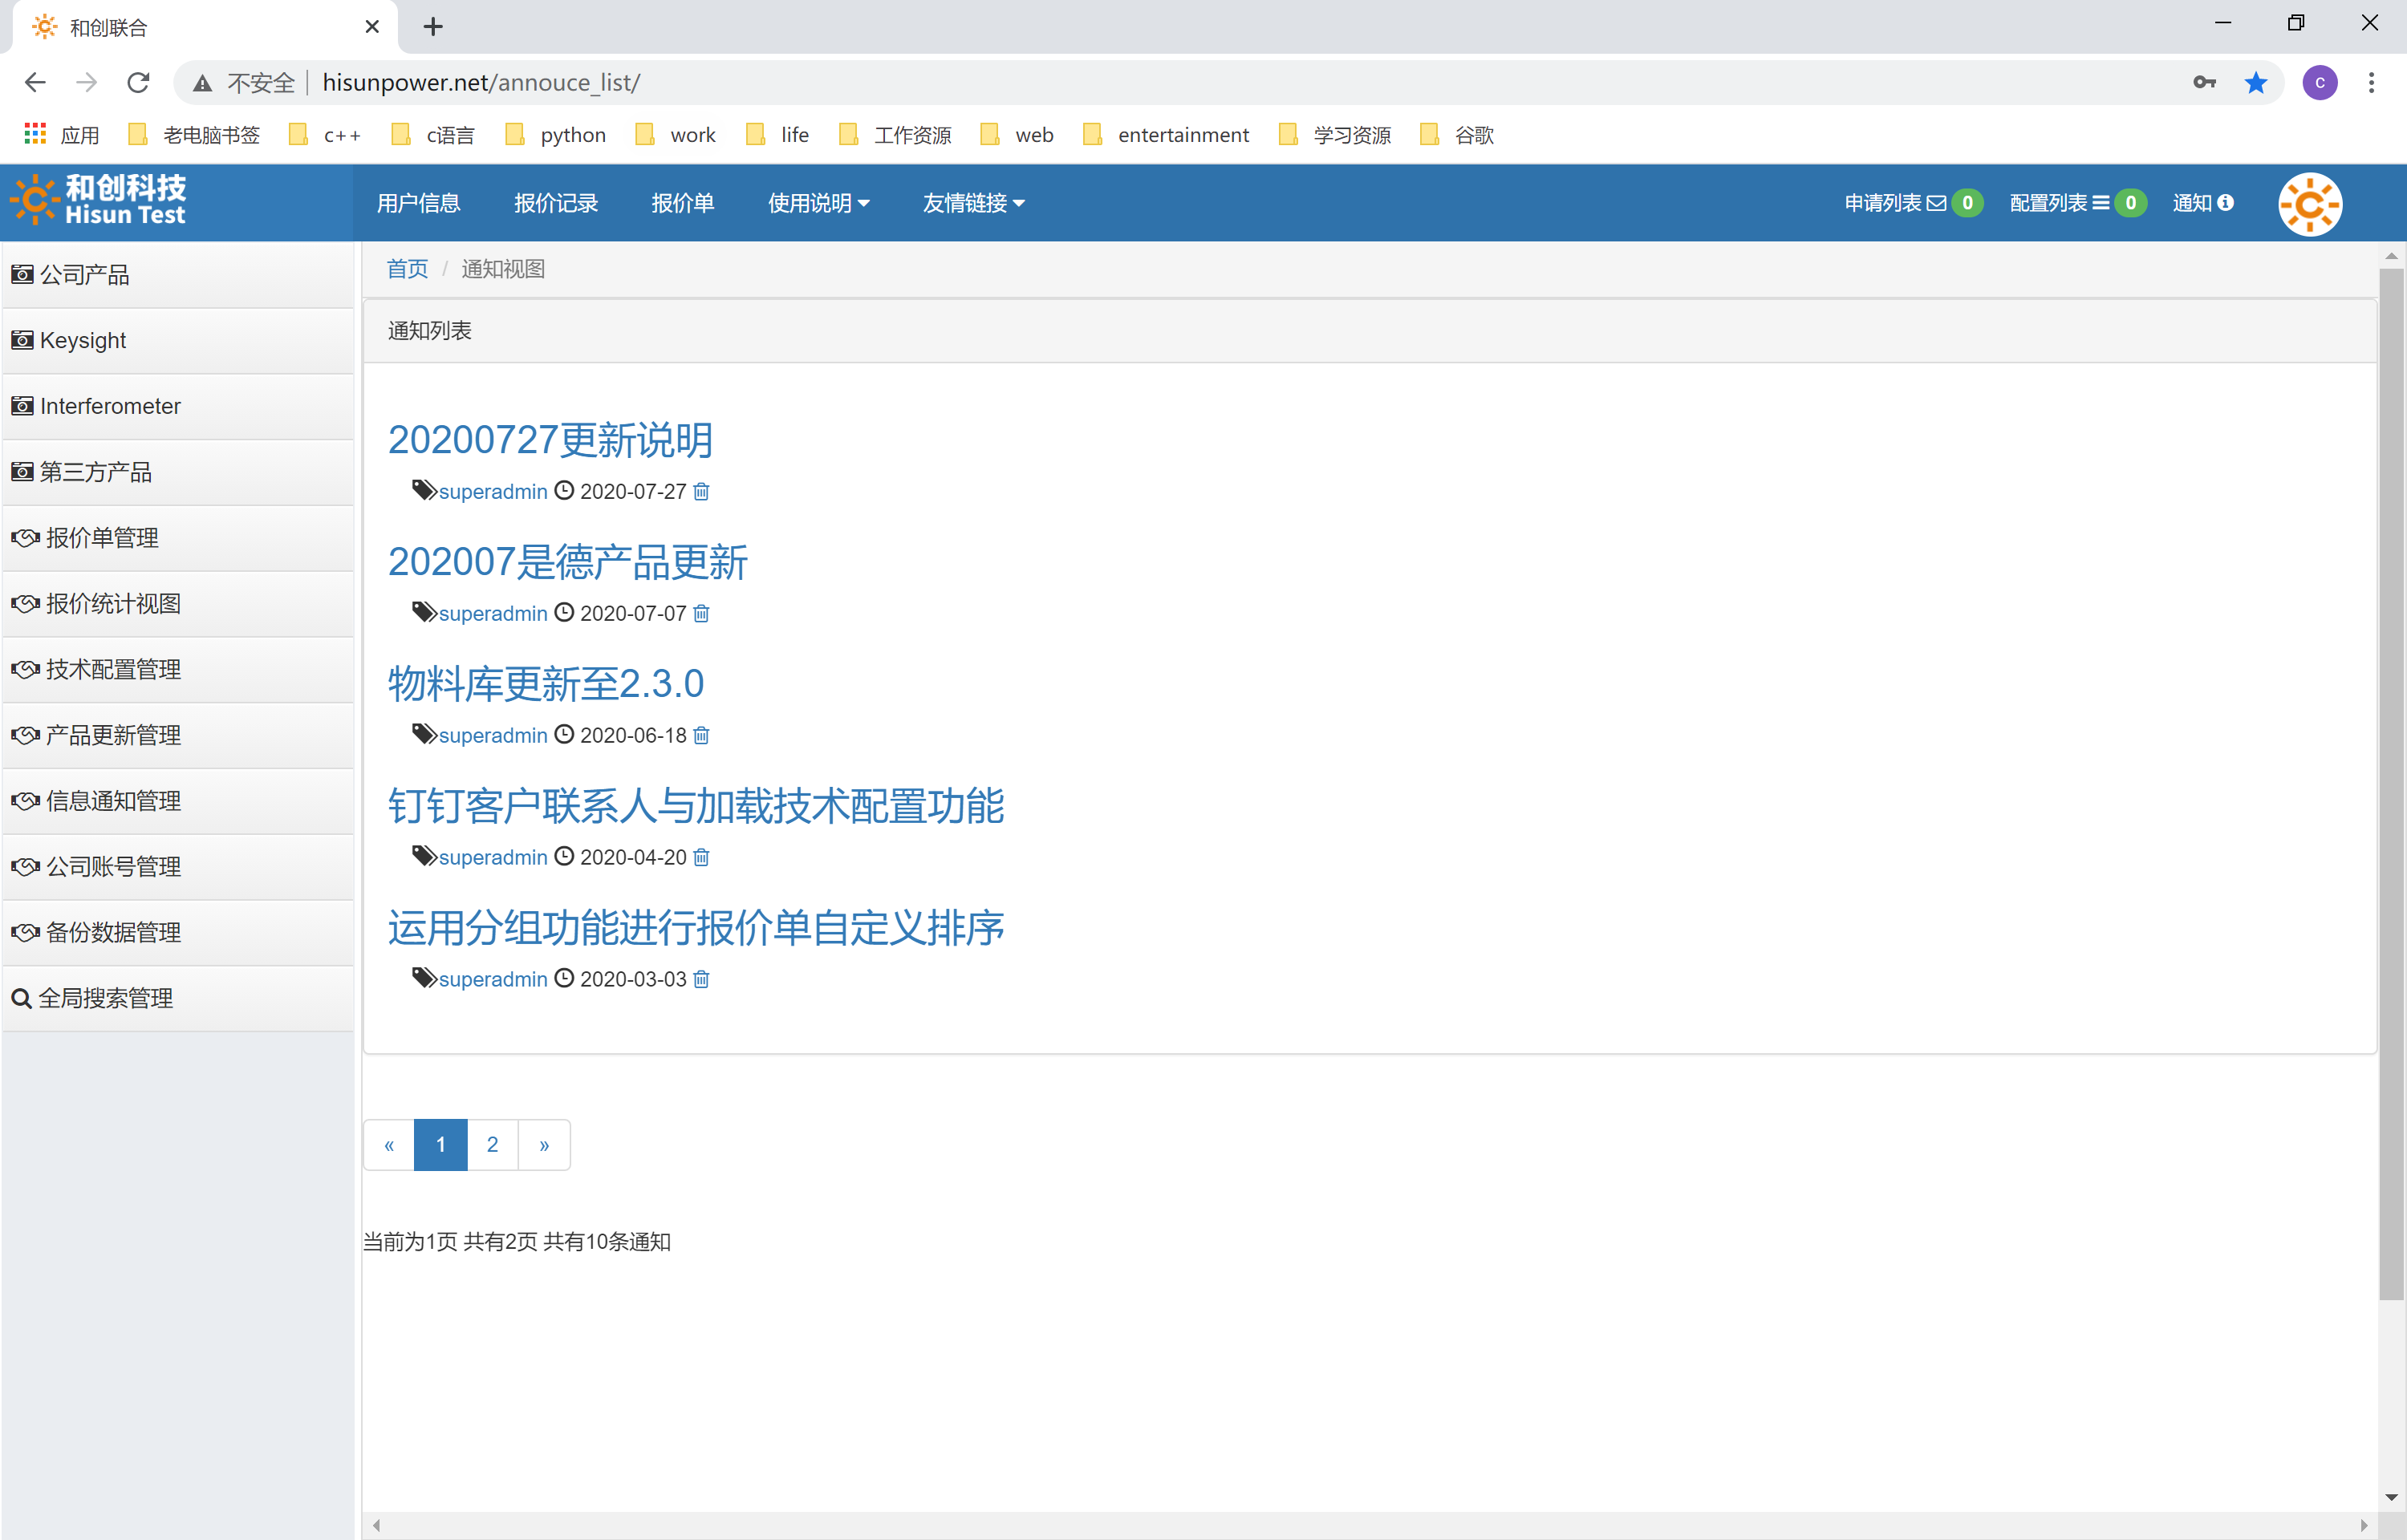 和创联合
不安全 hisunpower.net/annouce_list/
c
应用 老电脑书签 c++ c语言 python work life 工作资源 web entertainment 学习资源 谷歌
和创科技
Hisun Test
用户信息 报价记录 报价单 使用说明 友情链接 申请列表 0 配置列表 0 通知
公司产品
Keysight
Interferometer
第三方产品
报价单管理
报价统计视图
技术配置管理
产品更新管理
信息通知管理
公司账号管理
备份数据管理
全局搜索管理
首页 / 通知视图
通知列表
20200727更新说明
superadmin 2020-07-27
202007是德产品更新
superadmin 2020-07-07
物料库更新至2.3.0
superadmin 2020-06-18
钉钉客户联系人与加载技术配置功能
superadmin 2020-04-20
运用分组功能进行报价单自定义排序
superadmin 2020-03-03
« 1 2 »
当前为1页 共有2页 共有10条通知